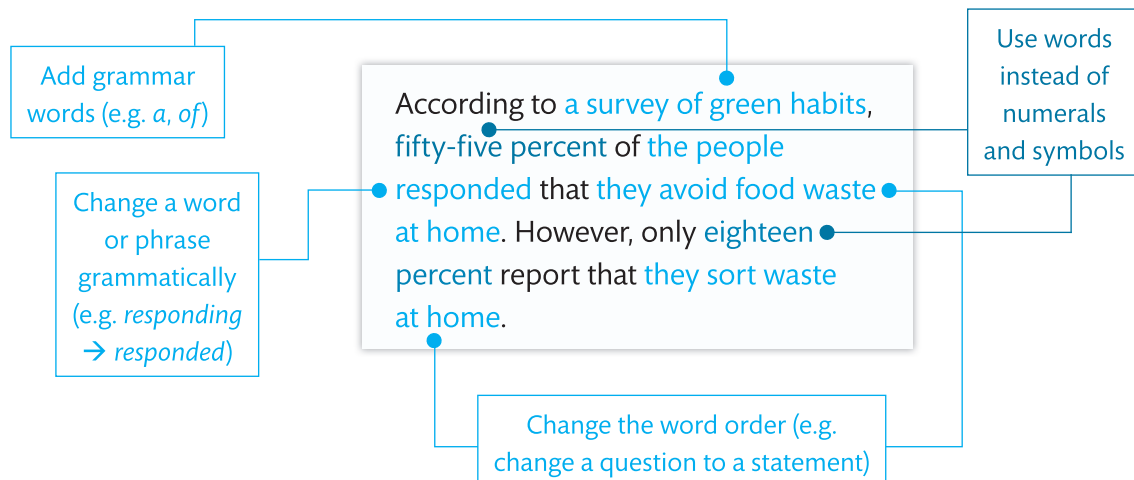 Add grammar
words (e.g. a, of)
Use words
instead of
numerals
and symbols
According to a survey of green habits,
fifty-five percent of the people
responded that they avoid food waste
at home. However, only eighteen
percent report that they sort waste
at home.
Change a word
or phrase
grammatically
(e.g. responding
→ responded)
Change the word order (e.g.
change a question to a statement)